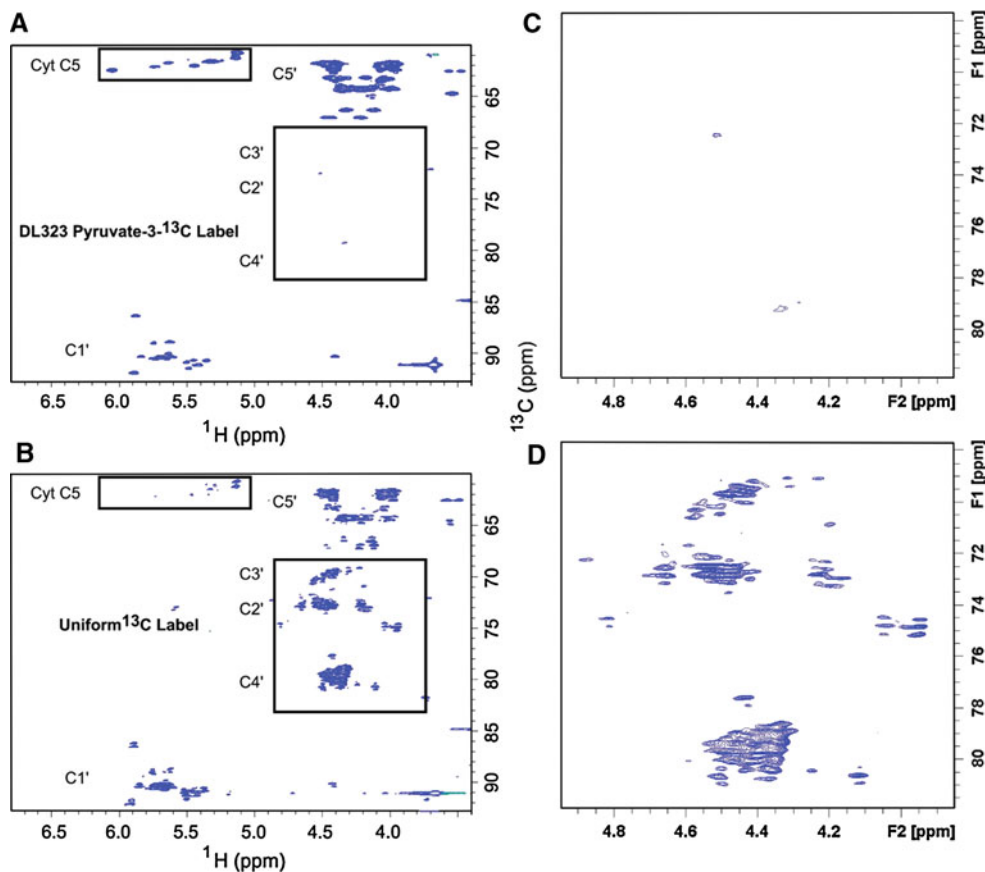 A
Cyt C5
C5'
C3'
C2'
DL323 Pyruvate-3-13C Label
C4'
C1'
65
70
75
80
85
90
6.5 6.0 5.5 5.0 4.5 4.0
1H (ppm)
B
Cyt C5
C5'
C3'
C2'
Uniform13C Label
C4'
C1'
65
70
75
80
85
90
6.5 6.0 5.5 5.0 4.5 4.0
1H (ppm)
13C (ppm)
C
F1 [ppm]
72
74
76
78
80
4.8 4.6 4.4 4.2 F2 [ppm]
D
F1 [ppm]
72
74
76
78
80
4.8 4.6 4.4 4.2 F2 [ppm]